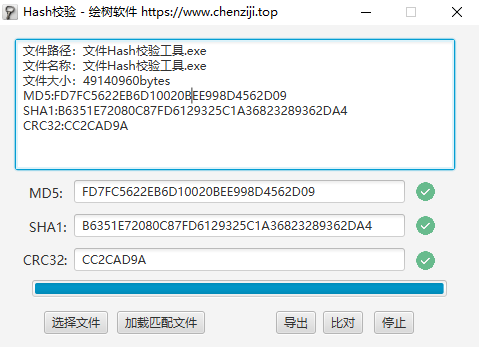 Hash校验 - 绘树软件 https://www.chenziji.top
文件路径：文件Hash校验工具.exe
文件名称：文件Hash校验工具.exe
文件大小：49140960bytes
MD5:FD7FC5622EB6D10020BEE998D4562D09
SHA1:B6351E72080C87FD6129325C1A36823289362DA4
CRC32:CC2CAD9A
MD5: FD7FC5622EB6D10020BEE998D4562D09
SHA1: B6351E72080C87FD6129325C1A36823289362DA4
CRC32: CC2CAD9A
选择文件 加载匹配文件 导出 比对 停止